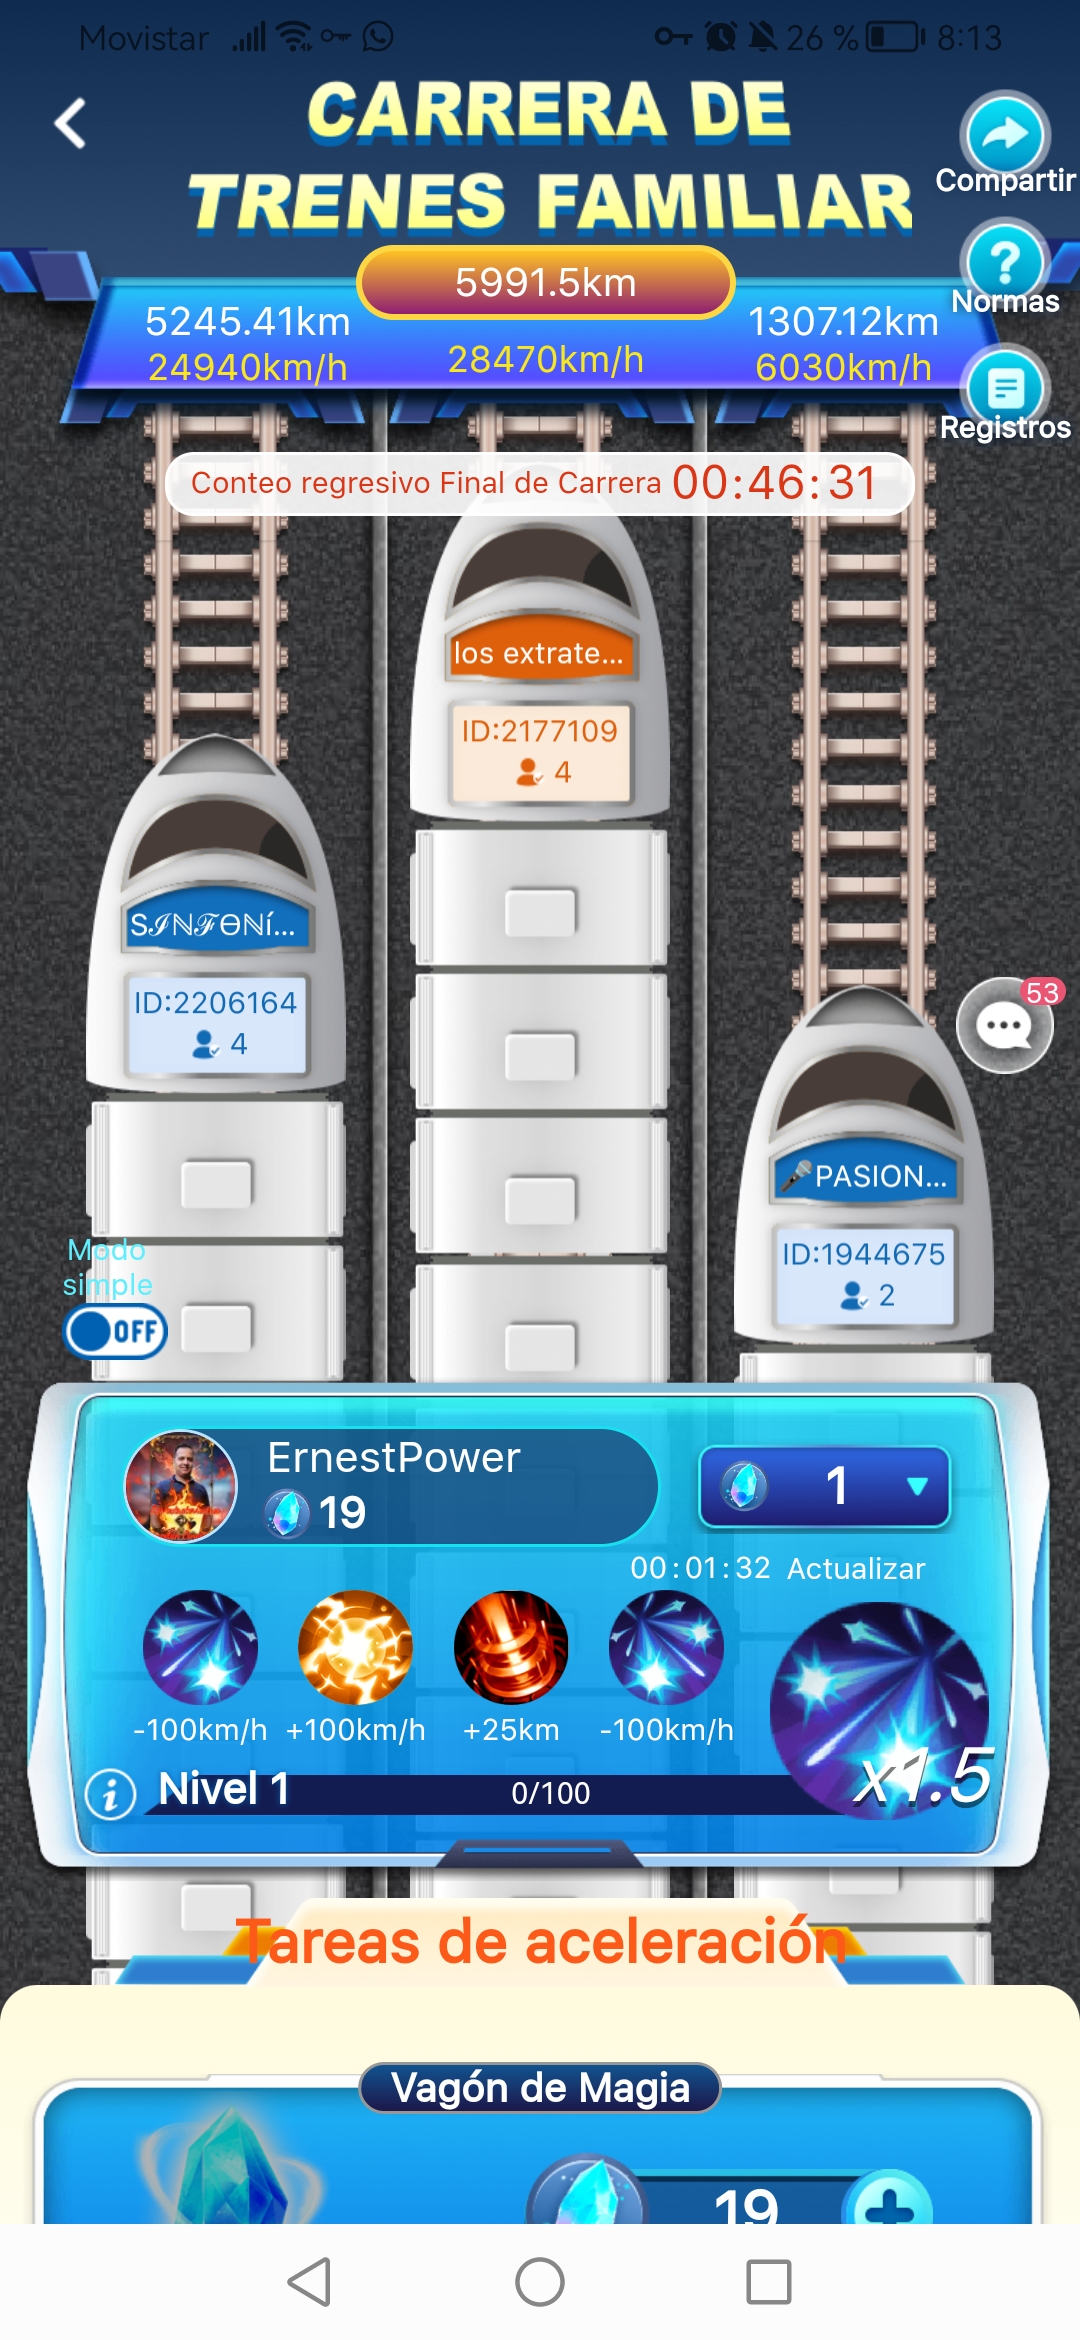 Movistar 26 % 8:13
CARRERA DE
TRENES FAMILIAR
Compartir
Normas
Registros
5991.5km
5245.41km
1307.12km
24940km/h
28470km/h
6030km/h
Conteo regresivo Final de Carrera 00:46:31
los extrate...
ID:2177109
4
S𝒥ℕℱƟNí...
ID:2206164
4
53
🎤PASION...
ID:1944675
2
Modo
simple
OFF
ErnestPower
19
1
00:01:32 Actualizar
-100km/h +100km/h +25km -100km/h
x1.5
Nivel 1
0/100
Tareas de aceleración
Vagón de Magia
19